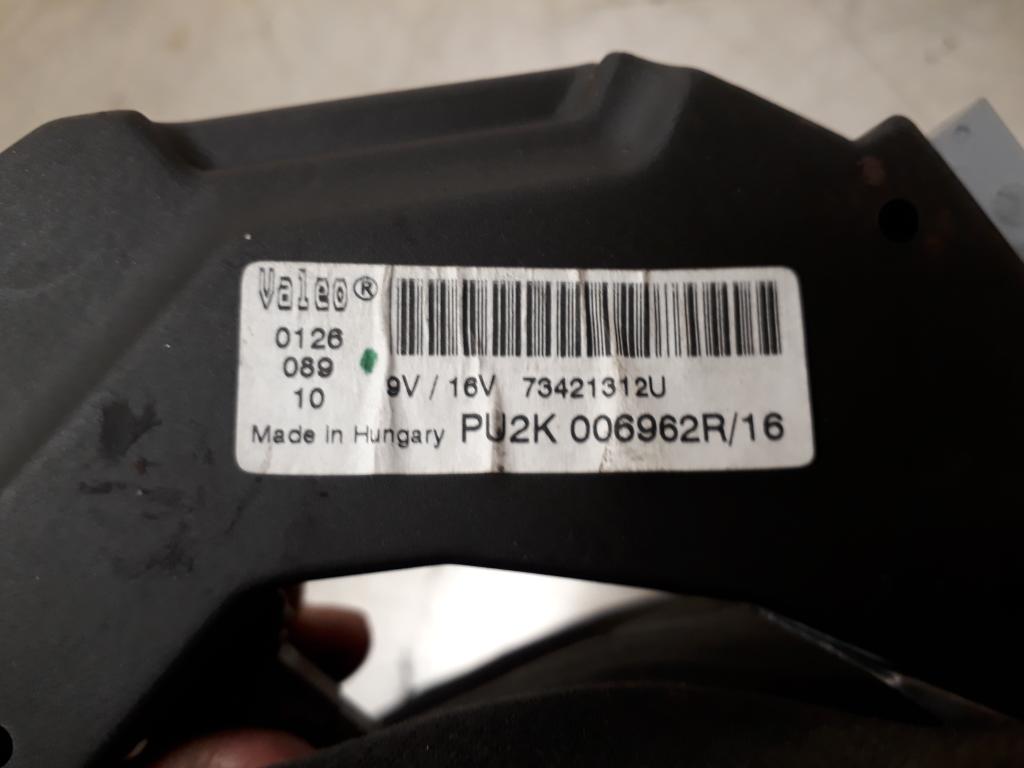 Valeo®
0126
089
10
9V / 16V 73421312U
Made in Hungary PU2K 006962R/16